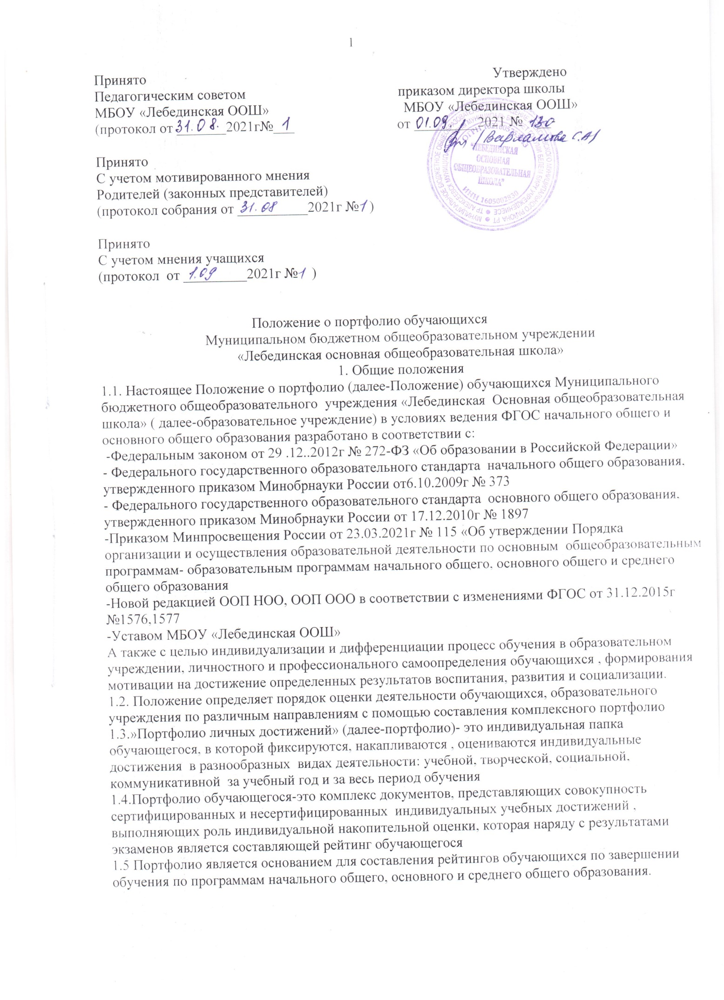 1
Принято
Педагогическим советом
МБОУ «Лебединская ООШ»
(протокол от 31.08. 2021г№ 1
Утверждено
приказом директора школы
МБОУ «Лебединская ООШ»
от 01.09. 2021 № 130
/Варламова С.А/
"ЛЕБЕДИНСКАЯ
ОСНОВНАЯ
ОБЩЕОБРАЗОВАТЕЛЬНАЯ
ШКОЛА"
ИНН 1605002830
Принято
С учетом мотивированного мнения
Родителей (законных представителей)
(протокол собрания от 31.08 2021г №1 )
Принято
С учетом мнения учащихся
(протокол от 1.09 2021г №1 )
Положение о портфолио обучающихся
Муниципальном бюджетном общеобразовательном учреждении
«Лебединская основная общеобразовательная школа»
1. Общие положения
1.1. Настоящее Положение о портфолио (далее-Положение) обучающихся Муниципального
бюджетного общеобразовательного учреждения «Лебединская Основная общеобразовательная
школа» ( далее-образовательное учреждение) в условиях ведения ФГОС начального общего и
основного общего образования разработано в соответствии с:
-Федеральным законом от 29 .12..2012г № 272-ФЗ «Об образовании в Российской Федерации»
- Федерального государственного образовательного стандарта начального общего образования,
утвержденного приказом Минобрнауки России от6.10.2009г № 373
- Федерального государственного образовательного стандарта основного общего образования,
утвержденного приказом Минобрнауки России от 17.12.2010г № 1897
-Приказом Минпросвещения России от 23.03.2021г № 115 «Об утверждении Порядка
организации и осуществления образовательной деятельности по основным общеобразовательным
программам- образовательным программам начального общего, основного общего и среднего
общего образования
-Новой редакцией ООП НОО, ООП ООО в соответствии с изменениями ФГОС от 31.12.2015г
№1576,1577
-Уставом МБОУ «Лебединская ООШ»
А также с целью индивидуализации и дифференциации процесс обучения в образовательном
учреждении, личностного и профессионального самоопределения обучающихся , формирования
мотивации на достижение определенных результатов воспитания, развития и социализации.
1.2. Положение определяет порядок оценки деятельности обучающихся, образовательного
учреждения по различным направлениям с помощью составления комплексного портфолио
1.3.»Портфолио личных достижений» (далее-портфолио)- это индивидуальная папка
обучающегося, в которой фиксируются, накапливаются , оцениваются индивидуальные
достижения в разнообразных видах деятельности: учебной, творческой, социальной,
коммуникативной за учебный год и за весь период обучения
1.4.Портфолио обучающегося-это комплекс документов, представляющих совокупность
сертифицированных и несертифицированных индивидуальных учебных достижений ,
выполняющих роль индивидуальной накопительной оценки, которая наряду с результатами
экзаменов является составляющей рейтинг обучающегося
1.5 Портфолио является основанием для составления рейтингов обучающихся по завершении
обучения по программам начального общего, основного и среднего общего образования.